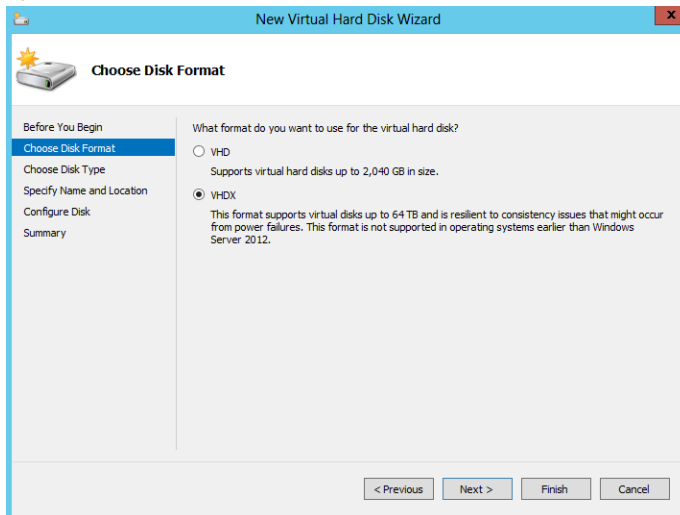 New Virtual Hard Disk Wizard
x
Choose Disk Format
Before You Begin
Choose Disk Format
Choose Disk Type
Specify Name and Location
Configure Disk
Summary
What format do you want to use for the virtual hard disk?
VHD
Supports virtual hard disks up to 2,040 GB in size.
VHDX
This format supports virtual disks up to 64 TB and is resilient to consistency issues that might occur
from power failures. This format is not supported in operating systems earlier than Windows
Server 2012.
< Previous
Next >
Finish
Cancel